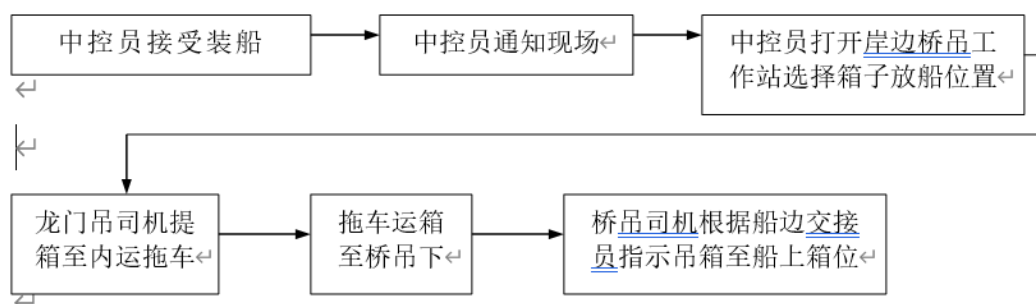 中控员接受装船
中控员通知现场
中控员打开岸边桥吊工
作站选择箱子放船位置
龙门吊司机提
箱至内运拖车
拖车运箱
至桥吊下
桥吊司机根据船边交接
员指示吊箱至船上箱位